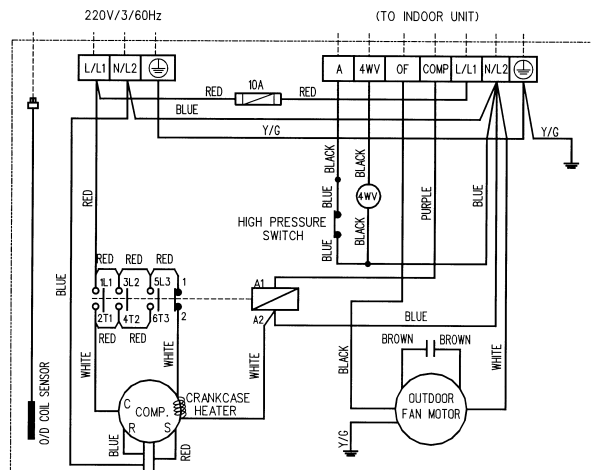 220V/3/60Hz
(TO INDOOR UNIT)
L/L1 N/L2
A 4WV OF COMP L/L1 N/L2
RED 10A RED
BLUE
Y/G
Y/G
BLACK BLACK
RED
BLUE
4WV
PURPLE
BLUE
HIGH PRESSURE
SWITCH
BLUE
BLACK
RED RED RED
1L1 3L2 5L3 1
A1
BLUE
2T1 4T2 6T3 2
A2
RED RED
BLUE
WHITE
WHITE
WHITE
BLACK
BROWN BROWN
WHITE
O/D COIL SENSOR
C
COMP.
R S
CRANKCASE
HEATER
OUTDOOR
FAN MOTOR
BLUE
RED
Y/G